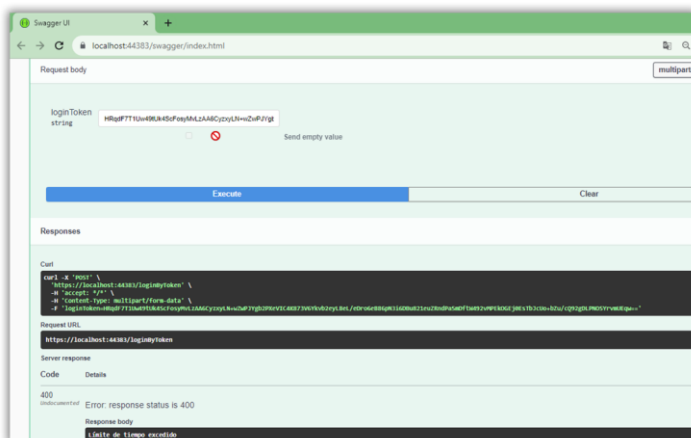 Swagger UI
localhost:44383/swagger/index.html
Request body
multipart
loginToken
string
Send empty value
Execute
Clear
Responses
Curl
curl -X 'POST' \
'https://localhost:44383/loginByToken' \
-H 'accept: */*' \
-H 'Content-Type: multipart/form-data' \
Request URL
https://localhost:44383/loginByToken
Server response
Code Details
400
Undocumented
Error: response status is 400
Response body
Límite de tiempo excedido